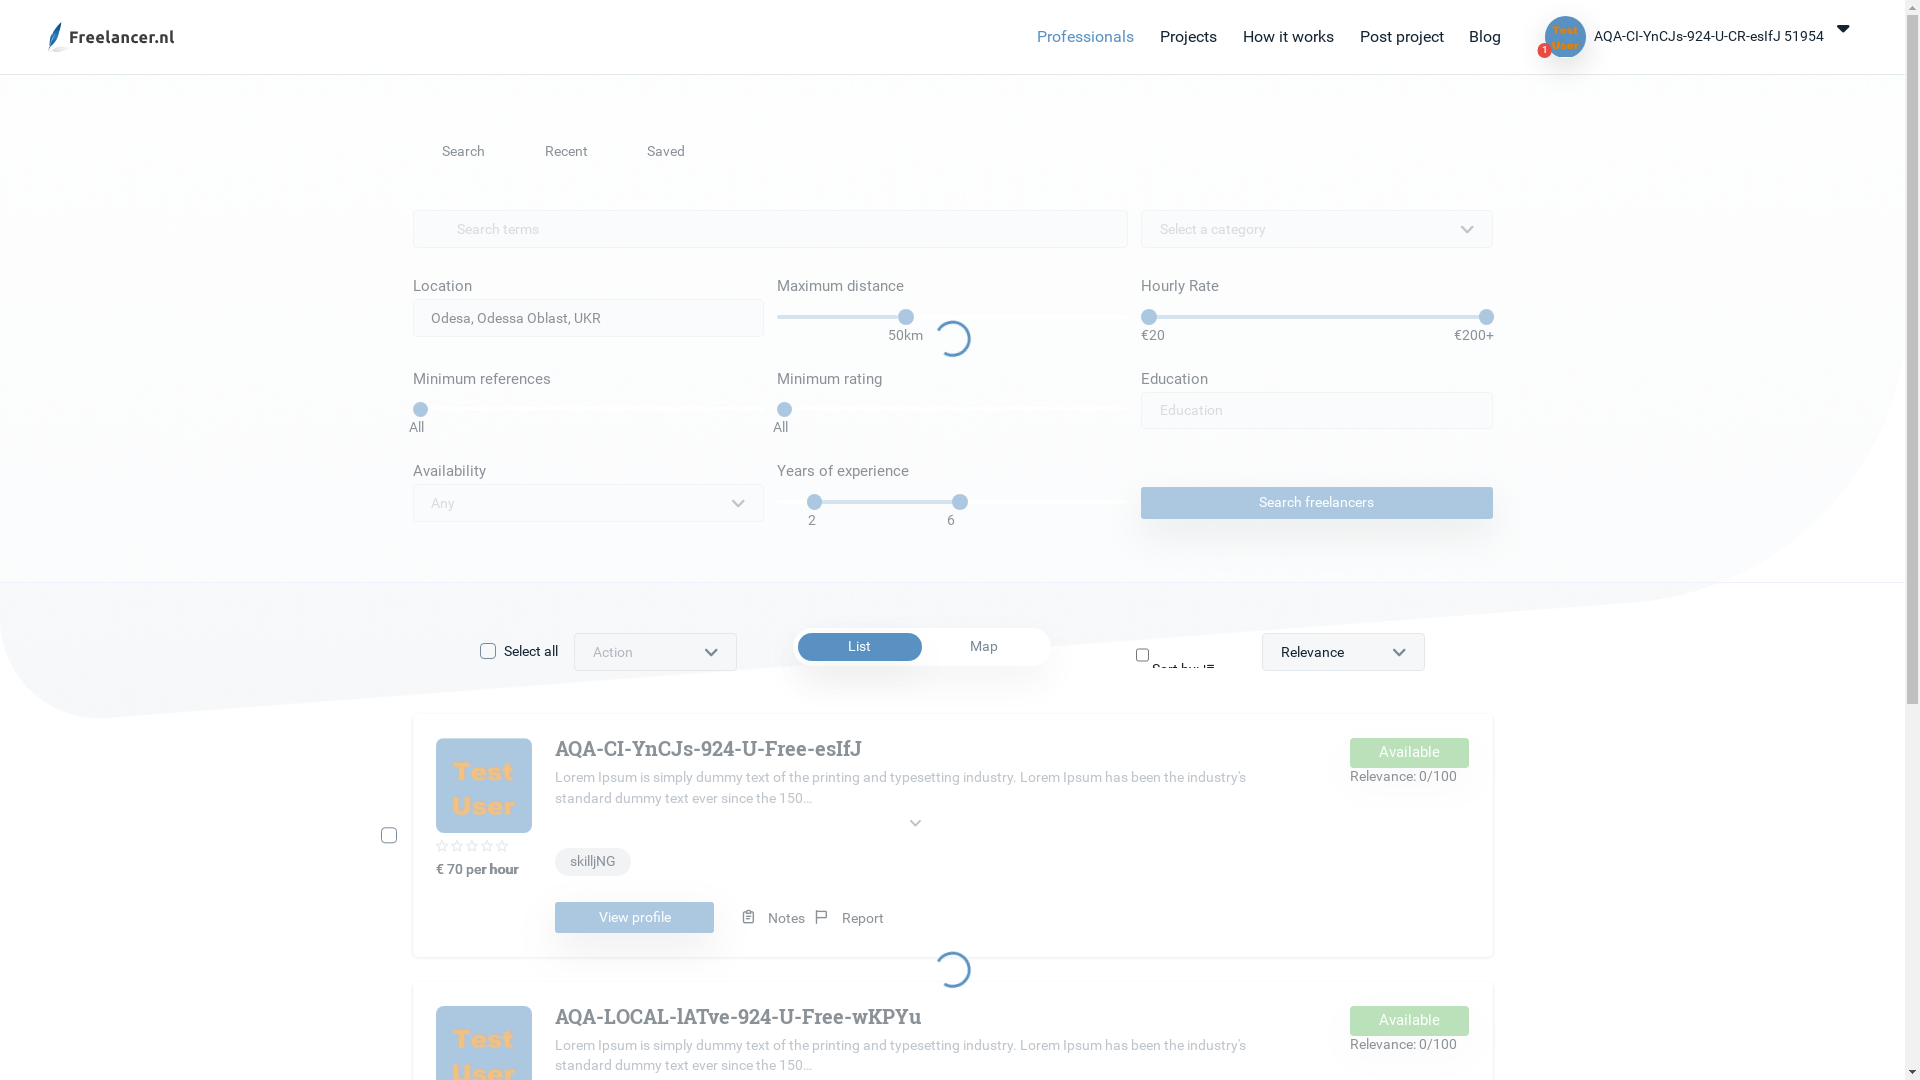 Freelancer.nl
Professionals
Projects
How it works
Post project
Blog
Test
User
1
AQA-CI-YnCJs-924-U-CR-esIfJ 51954
Search
Recent
Saved
Search terms
Select a category
Location
Maximum distance
Hourly Rate
Odesa, Odessa Oblast, UKR
50km
€20
€200+
Minimum references
Minimum rating
Education
Education
All
All
Availability
Years of experience
Any
2
6
Search freelancers
Select all
Action
List
Map
Relevance
AQA-CI-YnCJs-924-U-Free-esIfJ
Available
Test
User
Lorem Ipsum is simply dummy text of the printing and typesetting industry. Lorem Ipsum has been the industry's
standard dummy text ever since the 150...
Relevance: 0/100
€ 70 per hour
skilljNG
View profile
Notes
Report
AQA-LOCAL-lATve-924-U-Free-wKPYu
Available
Test
User
Lorem Ipsum is simply dummy text of the printing and typesetting industry. Lorem Ipsum has been the industry's
standard dummy text ever since the 150...
Relevance: 0/100